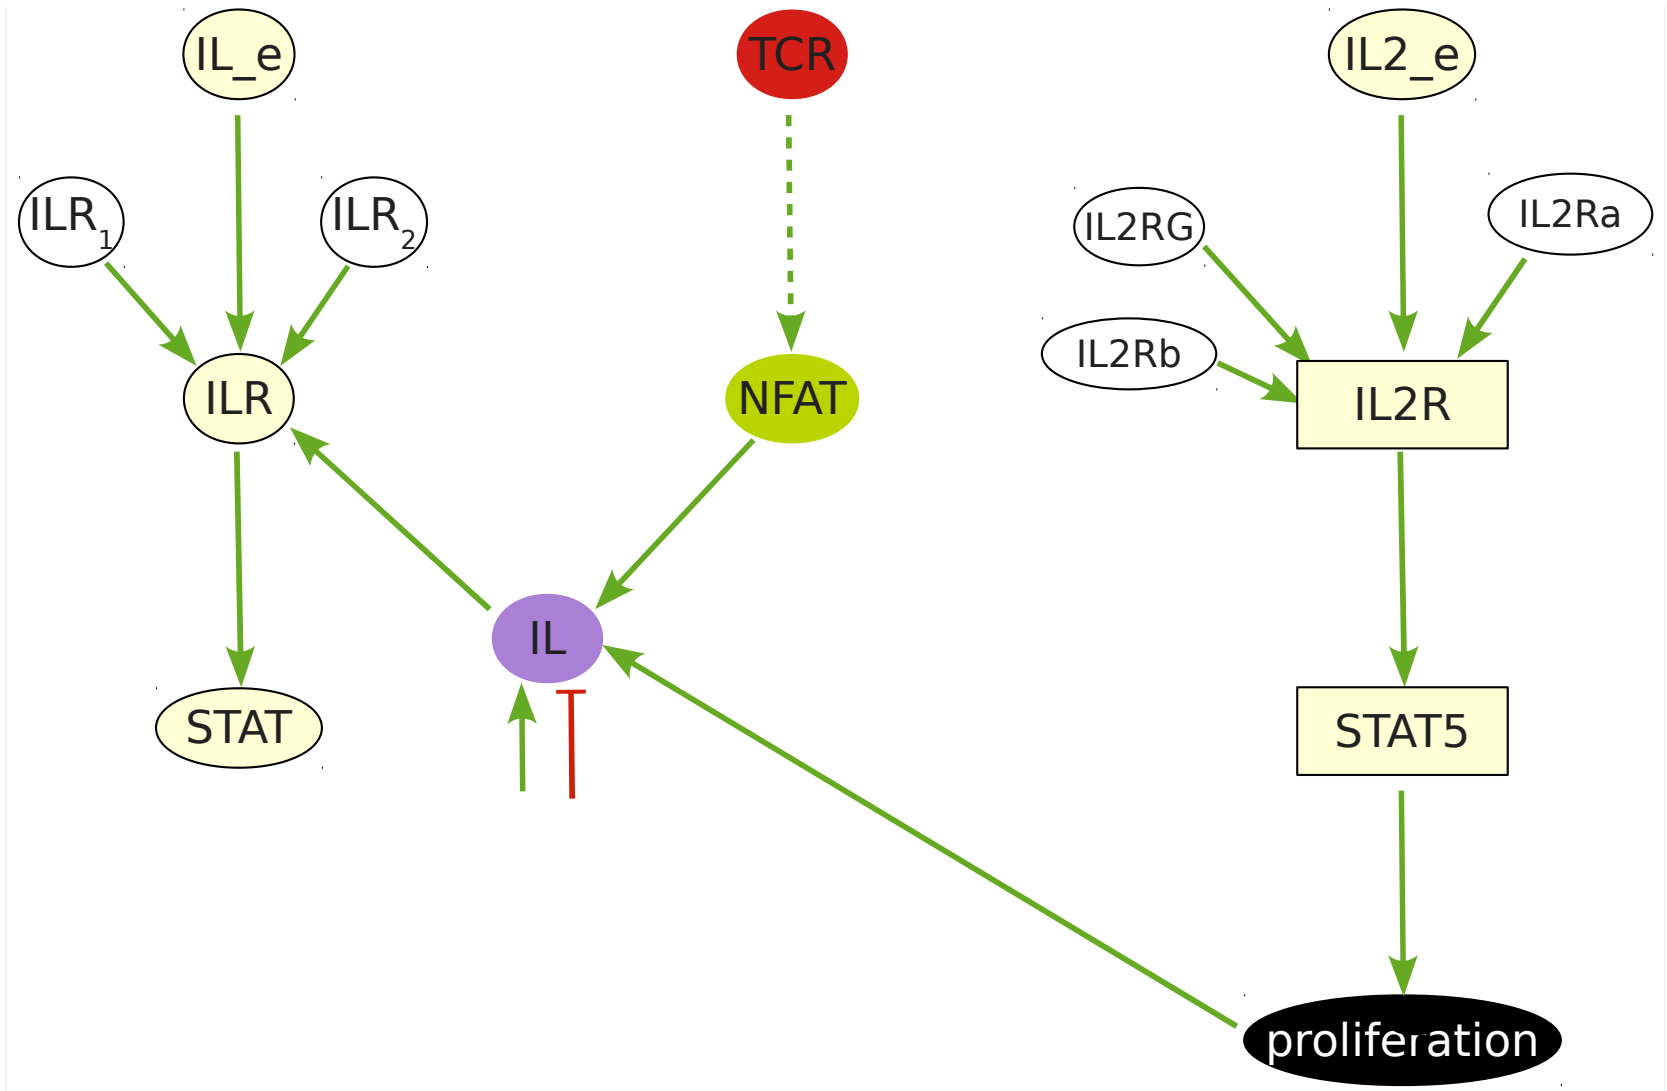 IL_e
TCR
IL2_e
ILR1
ILR2
IL2RG
IL2Ra
IL2Rb
ILR
NFAT
IL2R
IL
STAT
STAT5
proliferation